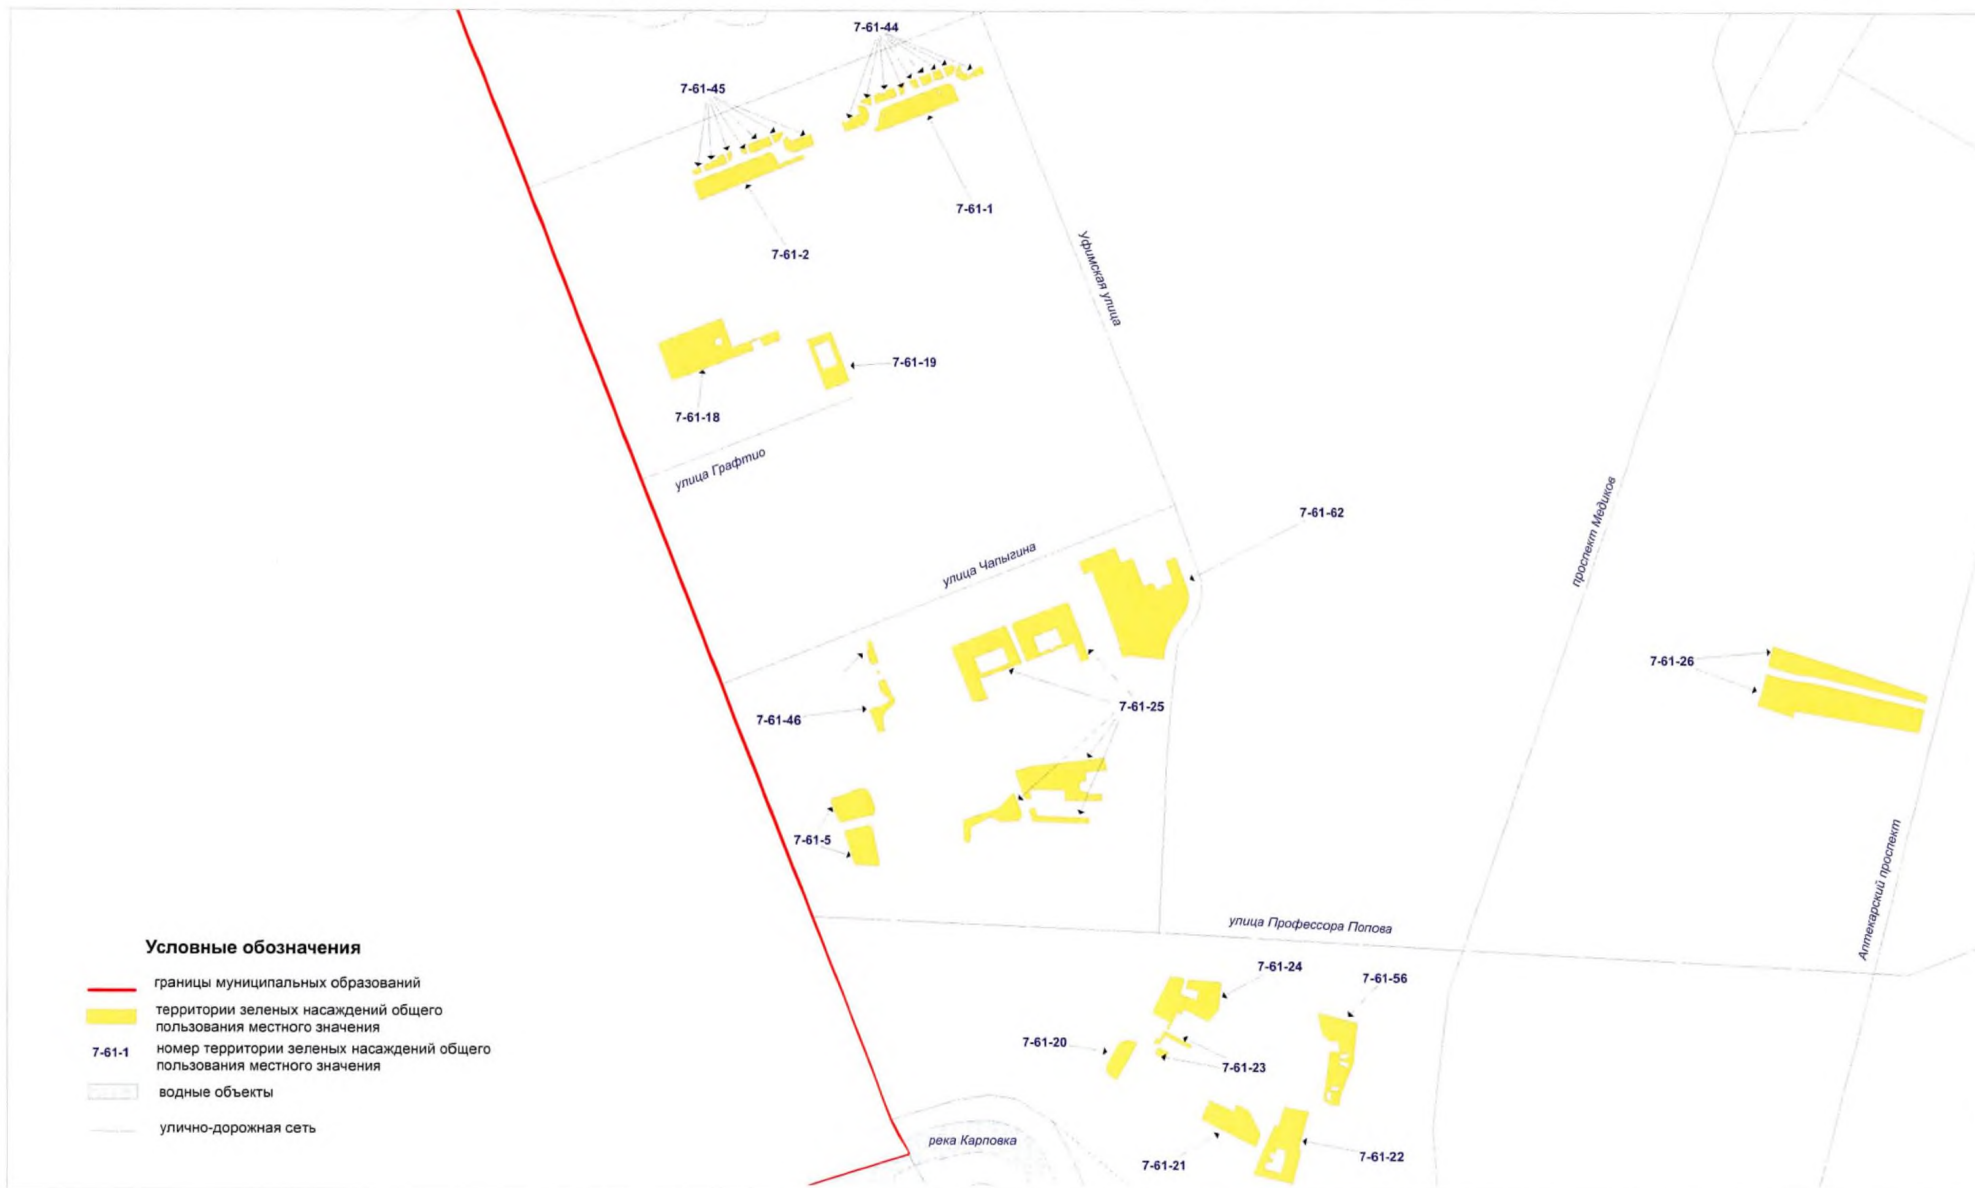 7-61-44
7-61-45
7-61-1
7-61-2
Уфимская улица
7-61-19
7-61-18
улица Графтио
проспект Медиков
7-61-62
улица Чапыгина
7-61-26
7-61-25
7-61-46
7-61-5
Аптекарский проспект
улица Профессора Попова
7-61-24
7-61-56
7-61-20
7-61-23
река Карповка
7-61-21
7-61-22
Условные обозначения
границы муниципальных образований
территории зеленых насаждений общего
пользования местного значения
7-61-1 номер территории зеленых насаждений общего
пользования местного значения
водные объекты
улично-дорожная сеть